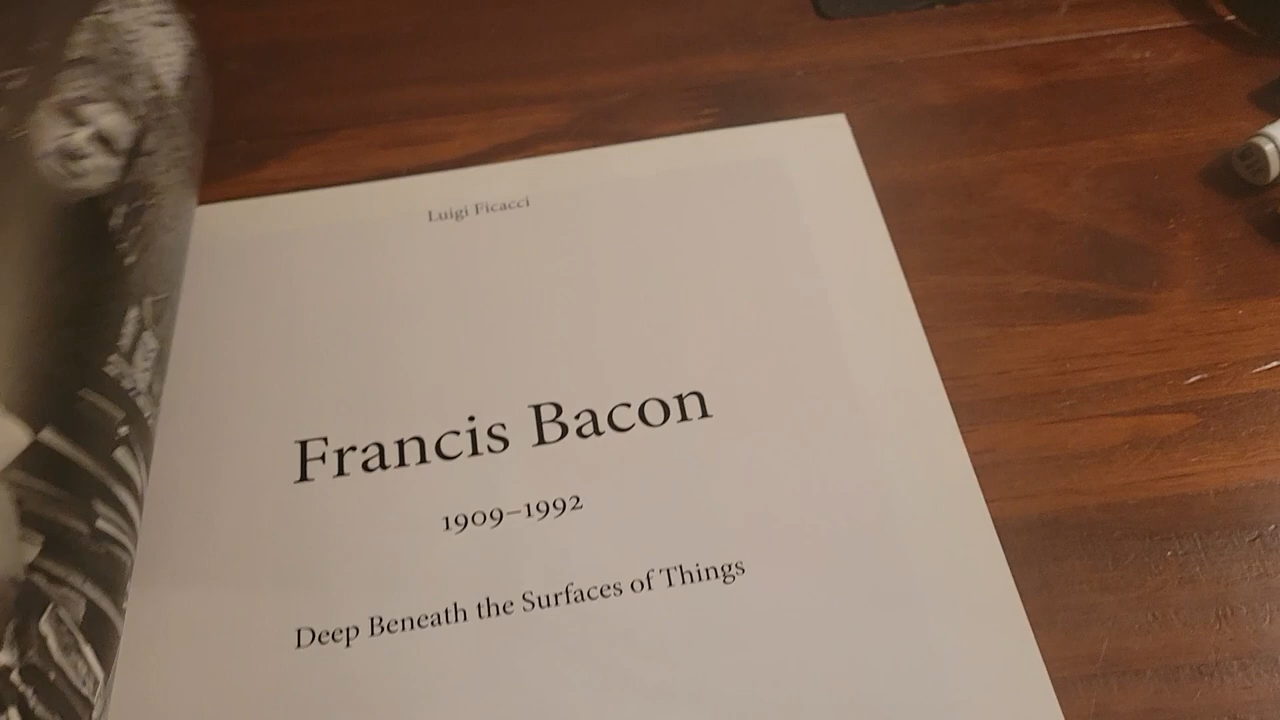 Luigi Ficacci
Francis Bacon
1909–1992
Deep Beneath the Surfaces of Things